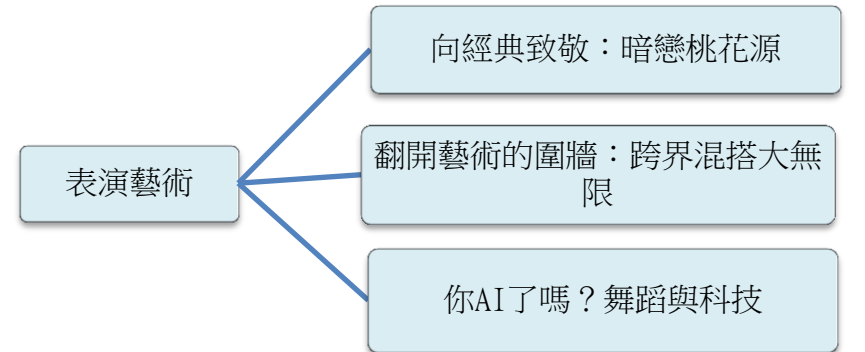 表演藝術
向經典致敬：暗戀桃花源
翻開藝術的圍牆：跨界混搭大無
限
你AI了嗎？舞蹈與科技